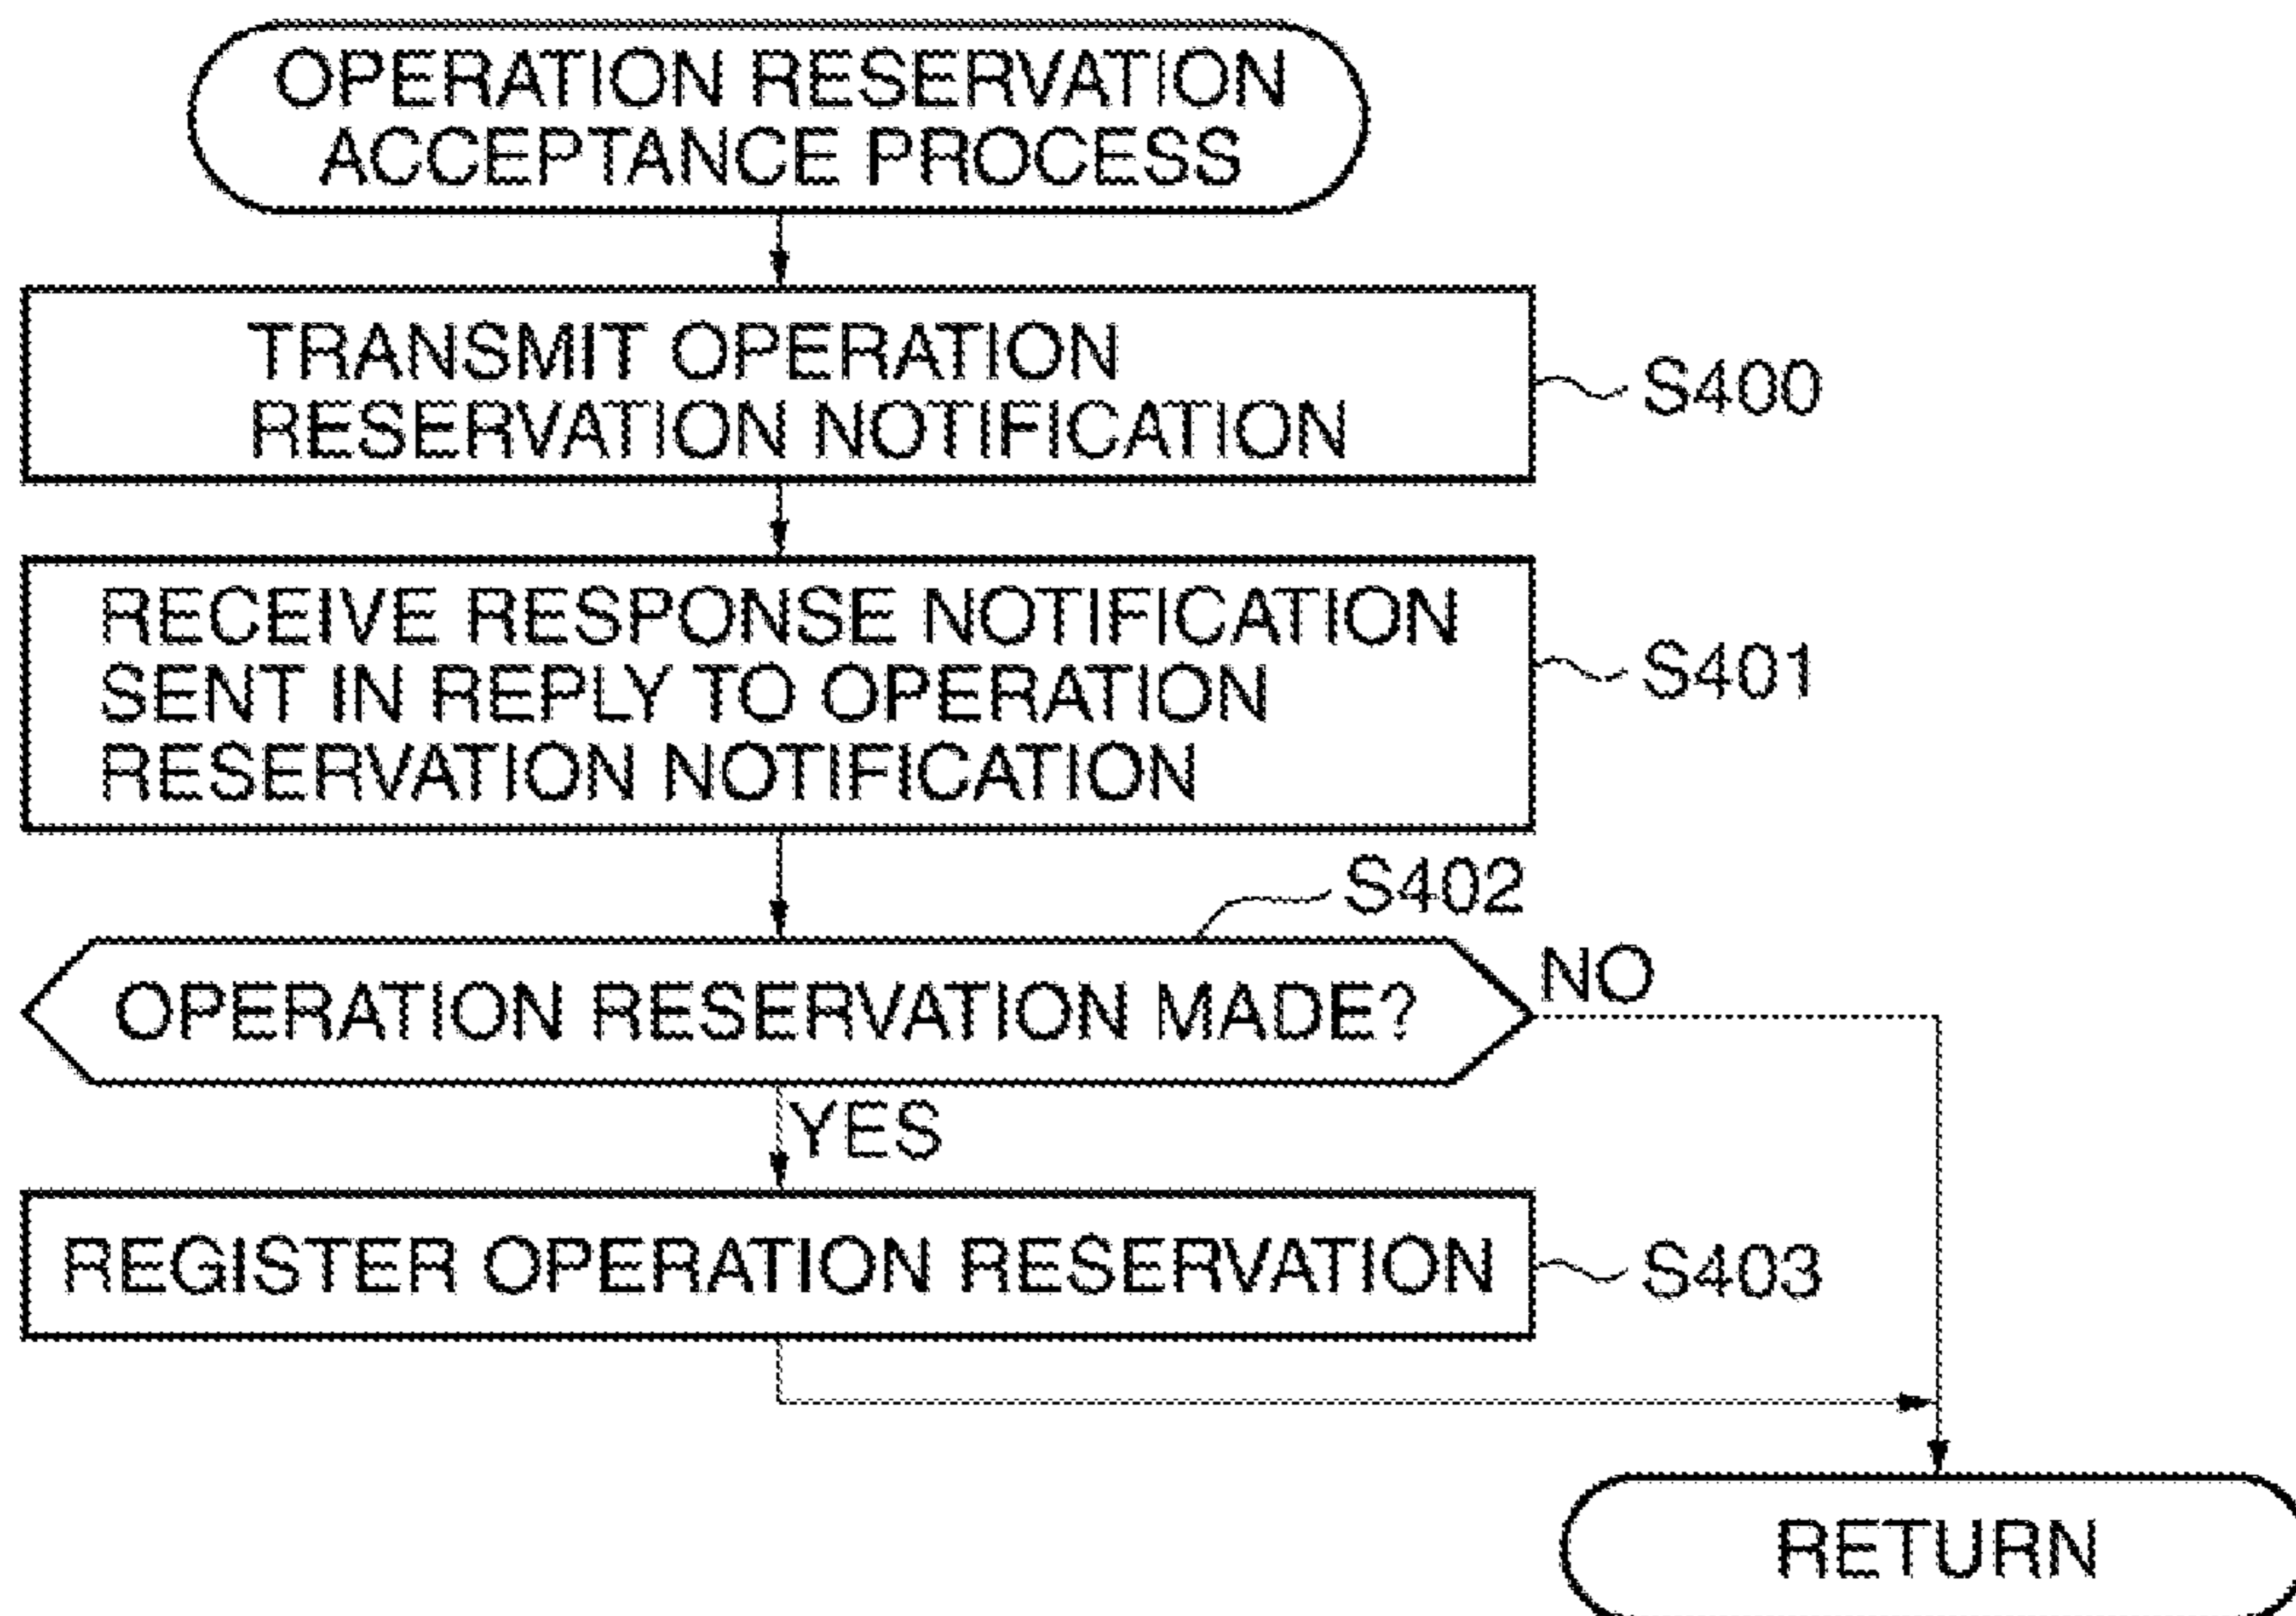 OPERATION RESERVATION
ACCEPTANCE PROCESS
TRANSMIT OPERATION
RESERVATION NOTIFICATION
S400
RECEIVE RESPONSE NOTIFICATION
SENT IN REPLY TO OPERATION
RESERVATION NOTIFICATION
S401
S402
OPERATION RESERVATION MADE?
NO
YES
REGISTER OPERATION RESERVATION
S403
RETURN